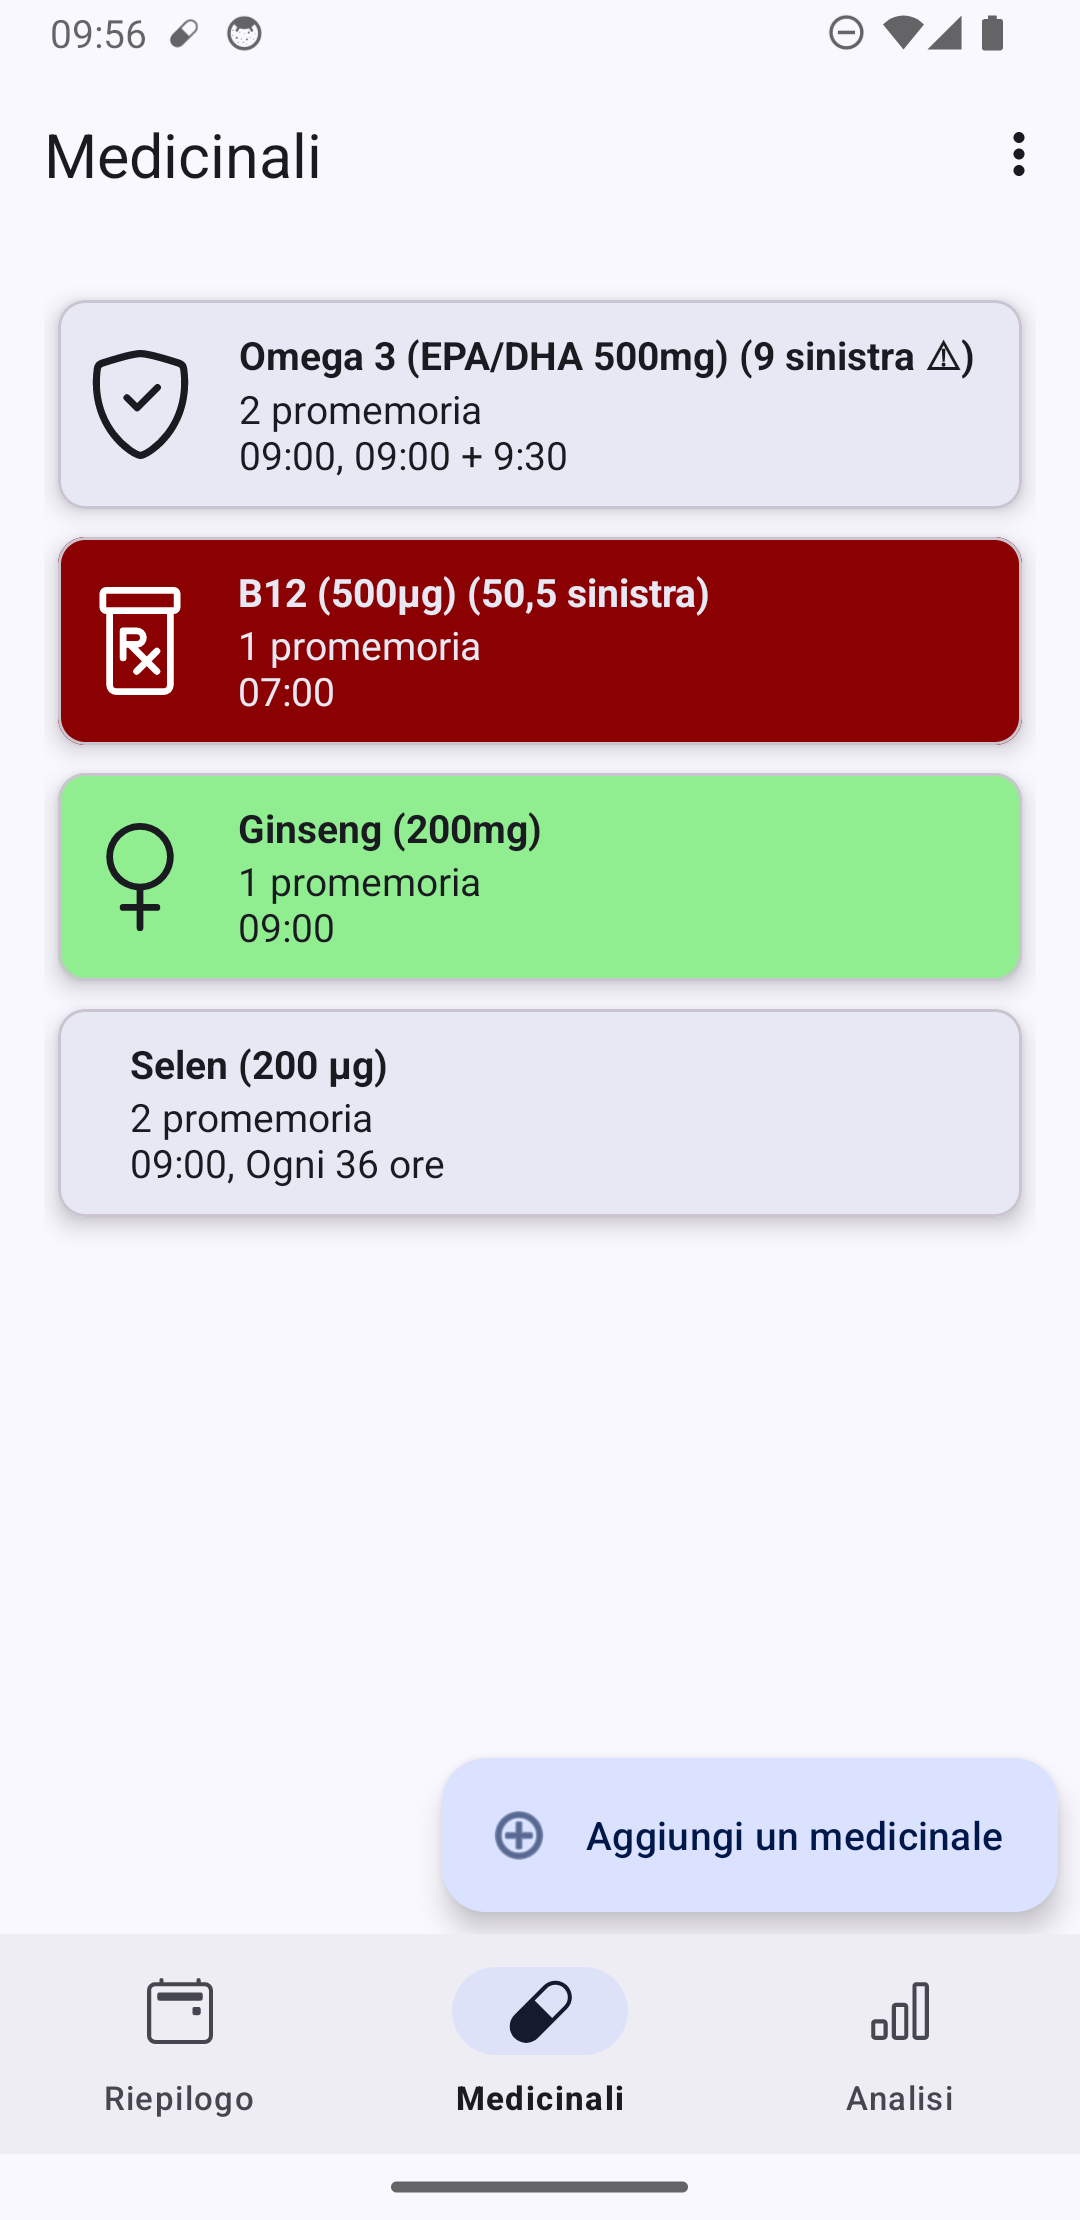 09:56
Medicinali
Omega 3 (EPA/DHA 500mg) (9 sinistra ⚠)
2 promemoria
09:00, 09:00 + 9:30
B12 (500µg) (50,5 sinistra)
1 promemoria
07:00
Ginseng (200mg)
1 promemoria
09:00
Selen (200 µg)
2 promemoria
09:00, Ogni 36 ore
Aggiungi un medicinale
Riepilogo
Medicinali
Analisi